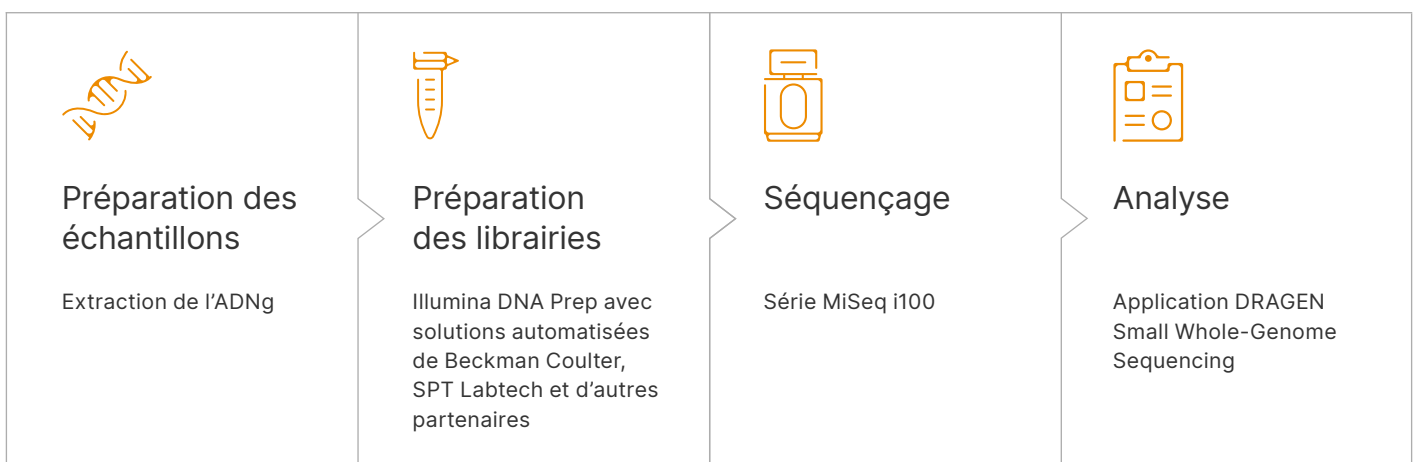 Préparation des
échantillons
Extraction de l’ADNg
Préparation
des librairies
Illumina DNA Prep avec
solutions automatisées
de Beckman Coulter,
SPT Labtech et d’autres
partenaires
Séquençage
Série MiSeq i100
Analyse
Application DRAGEN
Small Whole-Genome
Sequencing